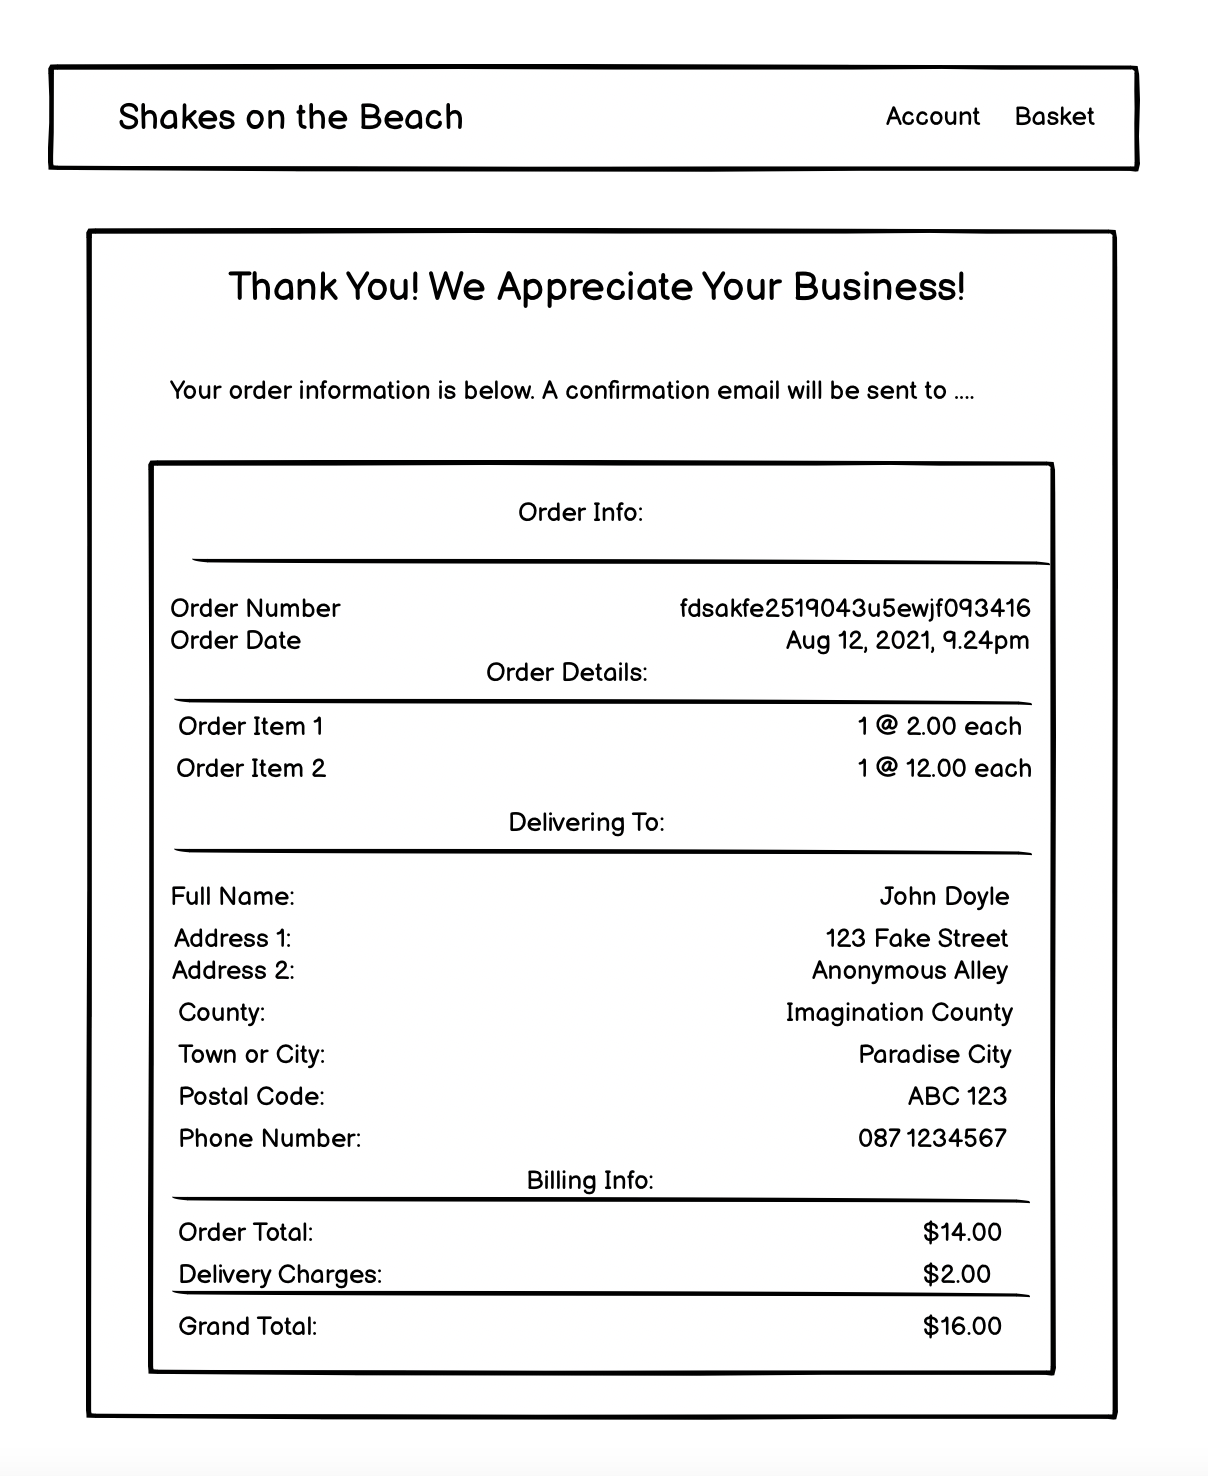 Shakes on the Beach Account Basket
Thank You! We Appreciate Your Business!
Your order information is below. A confirmation email will be sent to ....
Order Info:
Order Number fdsakfe2519043u5ewjf093416
Order Date Aug 12, 2021, 9.24pm
Order Details:
Order Item 1 1 @ 2.00 each
Order Item 2 1 @ 12.00 each
Delivering To:
Full Name: John Doyle
Address 1: 123 Fake Street
Address 2: Anonymous Alley
County: Imagination County
Town or City: Paradise City
Postal Code: ABC 123
Phone Number: 087 1234567
Billing Info:
Order Total: $14.00
Delivery Charges: $2.00
Grand Total: $16.00